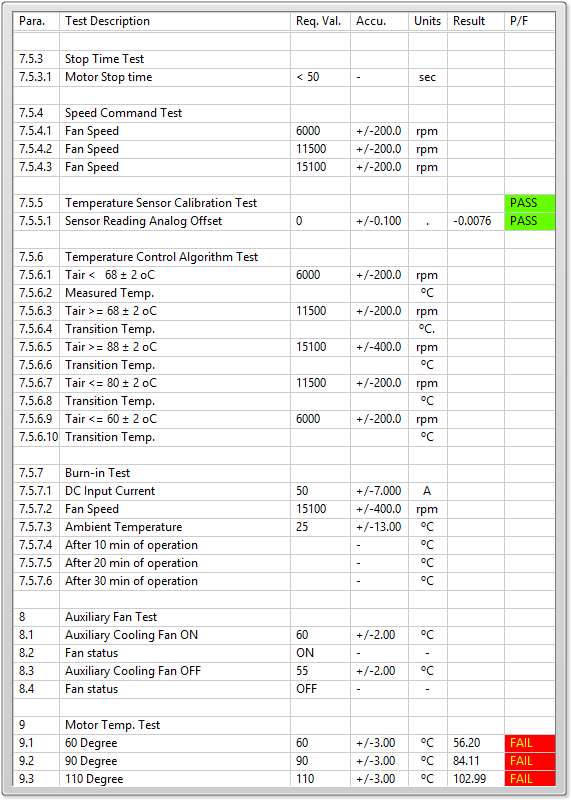 Para. Test Description Req. Val. Accu. Units Result P/F
7.5.3 Stop Time Test
7.5.3.1 Motor Stop time < 50 - sec
7.5.4 Speed Command Test
7.5.4.1 Fan Speed 6000 +/-200.0 rpm
7.5.4.2 Fan Speed 11500 +/-200.0 rpm
7.5.4.3 Fan Speed 15100 +/-200.0 rpm
7.5.5 Temperature Sensor Calibration Test PASS
7.5.5.1 Sensor Reading Analog Offset 0 +/-0.100 . -0.0076 PASS
7.5.6 Temperature Control Algorithm Test
7.5.6.1 Tair < 68 ± 2 oC 6000 +/-200.0 rpm
7.5.6.2 Measured Temp. ºC
7.5.6.3 Tair >= 68 ± 2 oC 11500 +/-200.0 rpm
7.5.6.4 Transition Temp. ºC.
7.5.6.5 Tair >= 88 ± 2 oC 15100 +/-400.0 rpm
7.5.6.6 Transition Temp. ºC
7.5.6.7 Tair <= 80 ± 2 oC 11500 +/-200.0 rpm
7.5.6.8 Transition Temp. ºC
7.5.6.9 Tair <= 60 ± 2 oC 6000 +/-200.0 rpm
7.5.6.10 Transition Temp. ºC
7.5.7 Burn-in Test
7.5.7.1 DC Input Current 50 +/-7.000 A
7.5.7.2 Fan Speed 15100 +/-400.0 rpm
7.5.7.3 Ambient Temperature 25 +/-13.00 ºC
7.5.7.4 After 10 min of operation - ºC
7.5.7.5 After 20 min of operation - ºC
7.5.7.6 After 30 min of operation - ºC
8 Auxiliary Fan Test
8.1 Auxiliary Cooling Fan ON 60 +/-2.00 ºC
8.2 Fan status ON - -
8.3 Auxiliary Cooling Fan OFF 55 +/-2.00 ºC
8.4 Fan status OFF - -
9 Motor Temp. Test
9.1 60 Degree 60 +/-3.00 ºC 56.20 FAIL
9.2 90 Degree 90 +/-3.00 ºC 84.11 FAIL
9.3 110 Degree 110 +/-3.00 ºC 102.99 FAIL